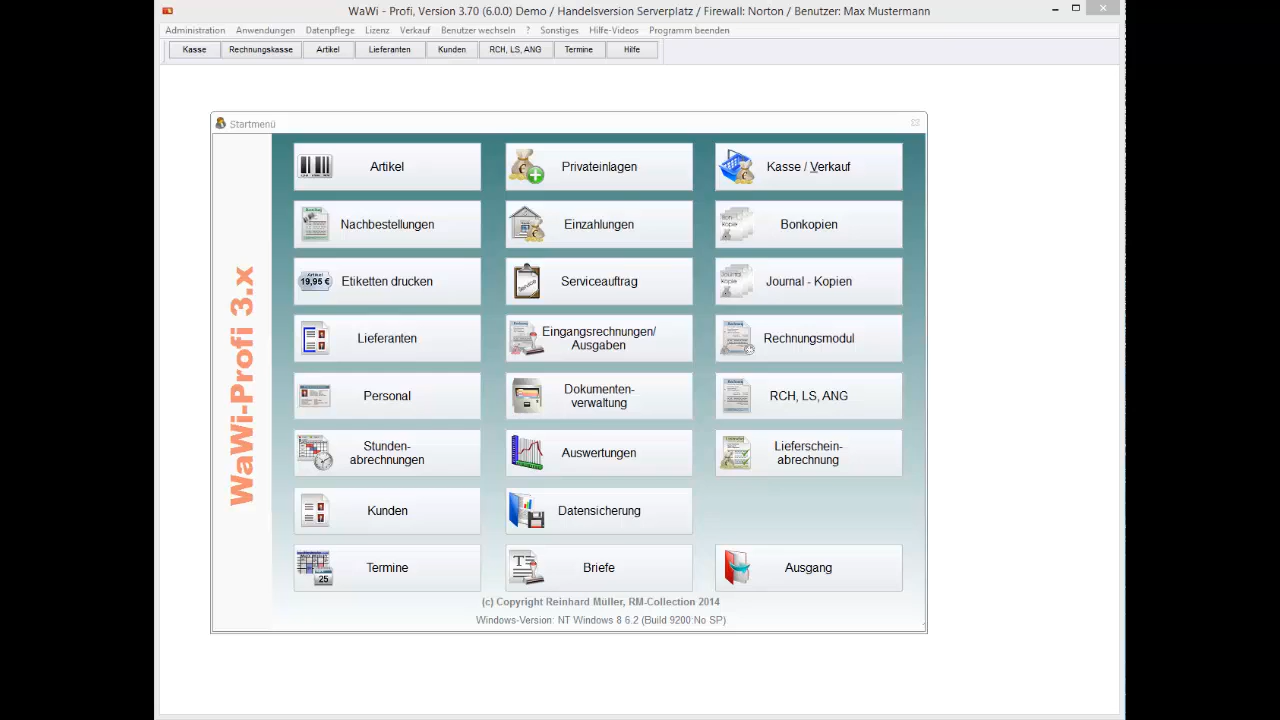 WaWi - Profi, Version 3.70 (6.0.0) Demo / Handelsversion Serverplatz / Firewall: Norton / Benutzer: Max Mustermann
Administration Anwendungen Datenpflege Lizenz Verkauf Benutzer wechseln ? Sonstiges Hilfe-Videos Programm beenden
Kasse Rechnungskasse Artikel Lieferanten Kunden RCH, LS, ANG Termine Hilfe
Startmenü
WaWi-Profi 3.x
Artikel
Privateinlagen
Kasse / Verkauf
Nachbestellungen
Einzahlungen
Bonkopien
19,95 €
Etiketten drucken
Serviceauftrag
Journal - Kopien
Lieferanten
Eingangsrechnungen/
Ausgaben
Rechnungsmodul
Personal
Dokumenten-
verwaltung
RCH, LS, ANG
Stunden-
abrechnungen
Auswertungen
Lieferschein-
abrechnung
Kunden
Datensicherung
25
Termine
Briefe
Ausgang
(c) Copyright Reinhard Müller, RM-Collection 2014
Windows-Version: NT Windows 8 6.2 (Build 9200:No SP)